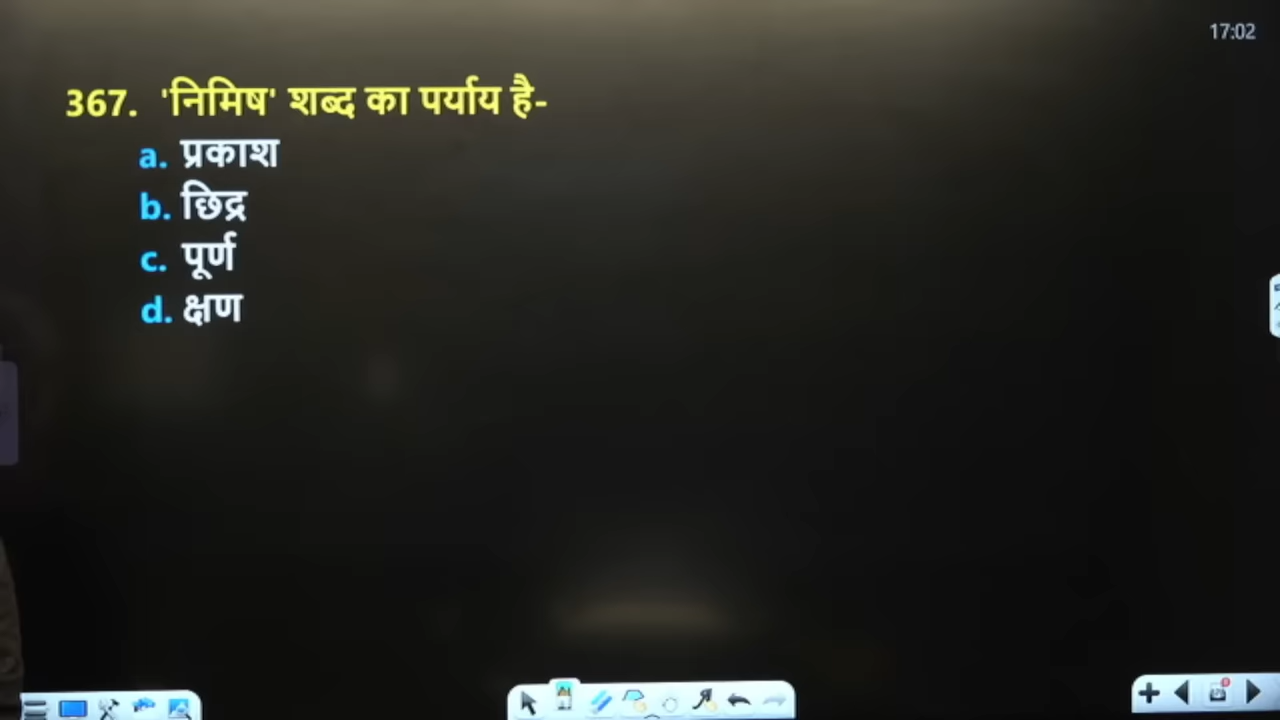 17:02
367. 'निमिष' शब्द का पर्याय है-
a. प्रकाश
b. छिद्र
c. पूर्ण
d. क्षण